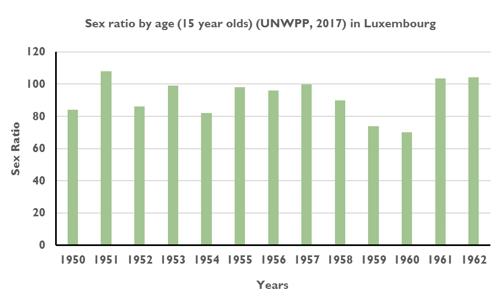 Sex ratio by age (15 year olds) (UNWPP, 2017) in Luxembourg
120
100
80
60
40
20
0
Sex Ratio
1950 1951 1952 1953 1954 1955 1956 1957 1958 1959 1960 1961 1962
Years